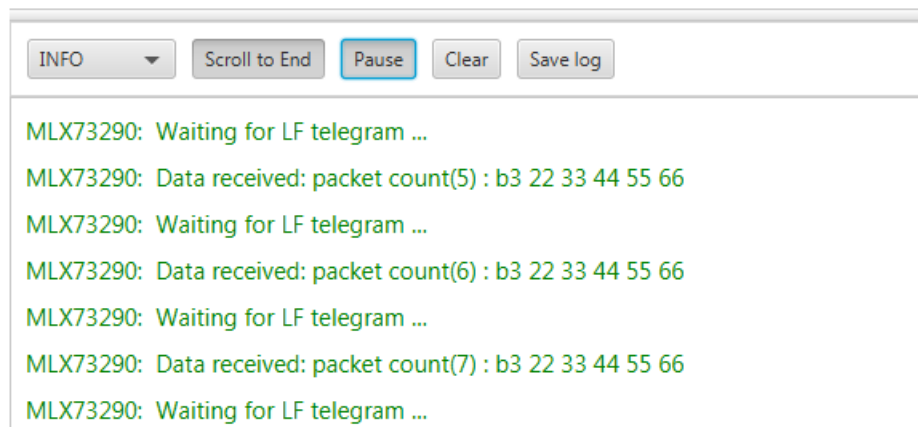 INFO Scroll to End Pause Clear Save log
MLX73290: Waiting for LF telegram ...
MLX73290: Data received: packet count(5) : b3 22 33 44 55 66
MLX73290: Waiting for LF telegram ...
MLX73290: Data received: packet count(6) : b3 22 33 44 55 66
MLX73290: Waiting for LF telegram ...
MLX73290: Data received: packet count(7) : b3 22 33 44 55 66
MLX73290: Waiting for LF telegram ...